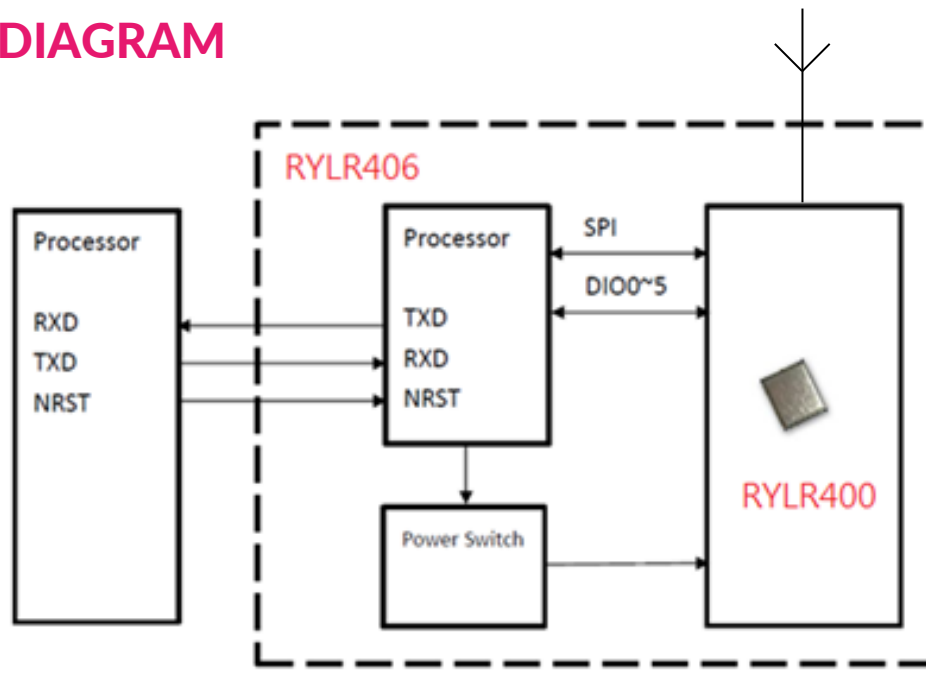 DIAGRAM
RYLR406
Processor
RXD
TXD
NRST
Processor
TXD
RXD
NRST
SPI
DIO0~5
Power Switch
RYLR400